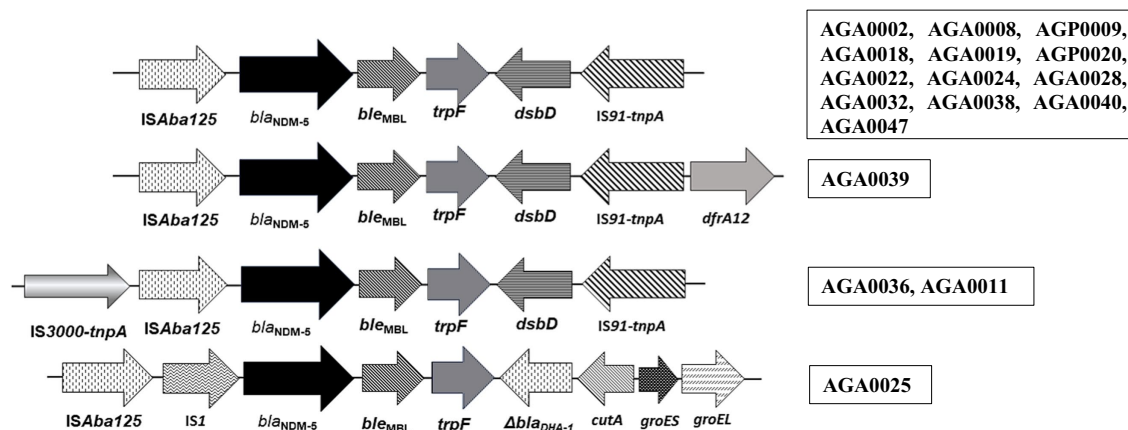 AGA0002, AGA0008, AGP0009,
AGA0018, AGA0019, AGP0020,
AGA0022, AGA0024, AGA0028,
AGA0032, AGA0038, AGA0040,
AGA0047
ISAba125 blaNDM-5 bleMBL trpF dsbD IS91-tnpA
AGA0039
ISAba125 blaNDM-5 bleMBL trpF dsbD IS91-tnpA dfrA12
AGA0036, AGA0011
IS3000-tnpA ISAba125 blaNDM-5 bleMBL trpF dsbD IS91-tnpA
AGA0025
ISAba125 IS1 blaNDM-5 bleMBL trpF ΔblaDHA-1 cutA groES groEL